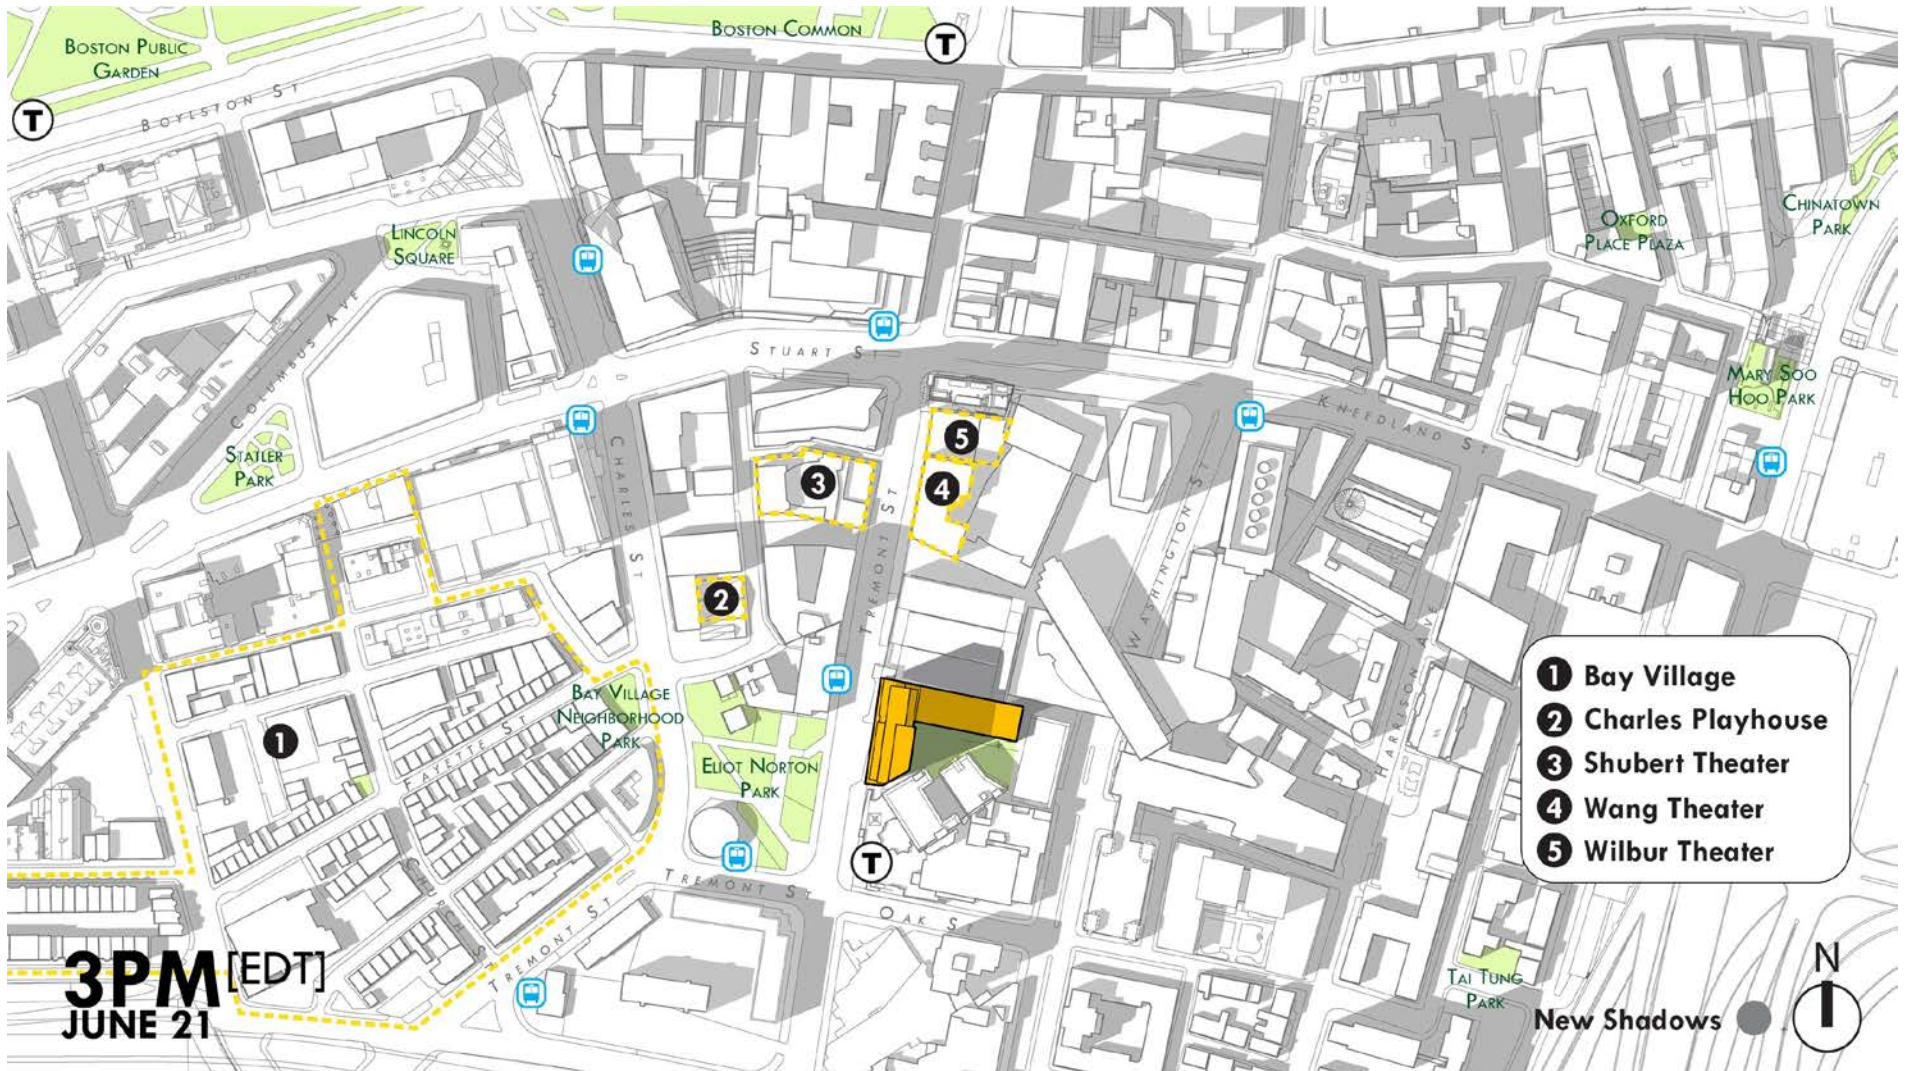 BOSTON PUBLIC
GARDEN
BOSTON COMMON
T
T
BOYLSTON ST
LINCOLN
SQUARE
OXFORD
PLACE PLAZA
CHINATOWN
PARK
COLUMBUS AVE
STUART ST
MARY SOO
HOO PARK
KNEEDLAND ST
STATLER
PARK
CHARLES ST
5
3
4
TREMONT ST
WASHINGTON ST
2
HARRISON AVE
BAY VILLAGE
NEIGHBORHOOD
PARK
1
FAYETTE ST
ELIOT NORTON
PARK
T
TREMONT ST
CHURCH ST
TREMONT ST
OAK ST
TAI TUNG
PARK
1 Bay Village
2 Charles Playhouse
3 Shubert Theater
4 Wang Theater
5 Wilbur Theater
3PM [EDT]
JUNE 21
New Shadows
N